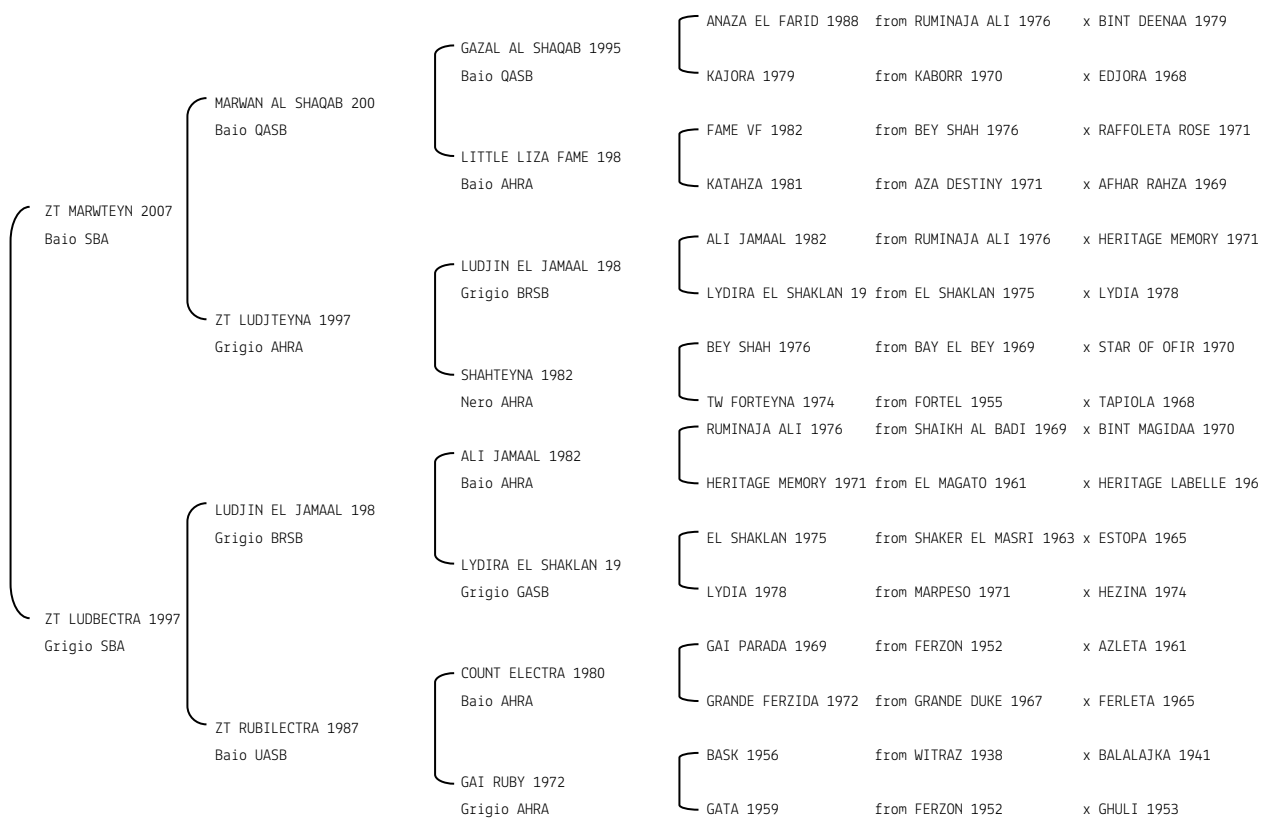 ANAZA EL FARID 1988 from RUMINAJA ALI 1976 x BINT DEENAA 1979
GAZAL AL SHAQAB 1995
Baio QASB
KAJORA 1979 from KABORR 1970 x EDJORA 1968
MARWAN AL SHAQAB 200
Baio QASB
FAME VF 1982 from BEY SHAH 1976 x RAFFOLETA ROSE 1971
LITTLE LIZA FAME 198
Baio AHRA
KATAHZA 1981 from AZA DESTINY 1971 x AFHAR RAHZA 1969
ZT MARWTEYN 2007
Baio SBA
ALI JAMAAL 1982 from RUMINAJA ALI 1976 x HERITAGE MEMORY 1971
LUDJIN EL JAMAAL 198
Grigio BRSB
LYDIRA EL SHAKLAN 19 from EL SHAKLAN 1975 x LYDIA 1978
ZT LUDJTEYNA 1997
Grigio AHRA
BEY SHAH 1976 from BAY EL BEY 1969 x STAR OF OFIR 1970
SHAHTEYNA 1982
Nero AHRA
TW FORTEYNA 1974 from FORTEL 1955 x TAPIOLA 1968
RUMINAJA ALI 1976 from SHAIKH AL BADI 1969 x BINT MAGIDAA 1970
ALI JAMAAL 1982
Baio AHRA
HERITAGE MEMORY 1971 from EL MAGATO 1961 x HERITAGE LABELLE 196
LUDJIN EL JAMAAL 198
Grigio BRSB
EL SHAKLAN 1975 from SHAKER EL MASRI 1963 x ESTOPA 1965
LYDIRA EL SHAKLAN 19
Grigio GASB
LYDIA 1978 from MARPESO 1971 x HEZINA 1974
ZT LUDBECTRA 1997
Grigio SBA
GAI PARADA 1969 from FERZON 1952 x AZLETA 1961
COUNT ELECTRA 1980
Baio AHRA
GRANDE FERZIDA 1972 from GRANDE DUKE 1967 x FERLETA 1965
ZT RUBILECTRA 1987
Baio UASB
BASK 1956 from WITRAZ 1938 x BALALAJKA 1941
GAI RUBY 1972
Grigio AHRA
GATA 1959 from FERZON 1952 x GHULI 1953